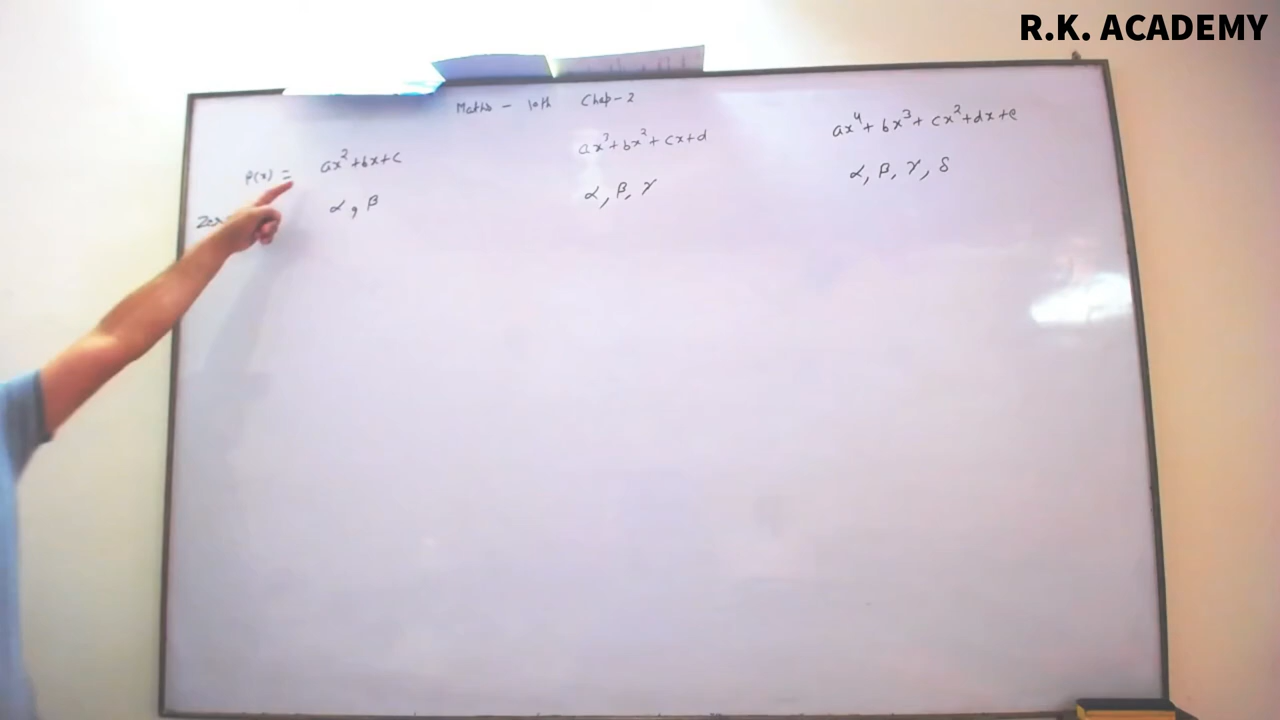 R.K. ACADEMY
Maths - 10th Chap-2
p(x) = ax²+bx+c ax³+bx²+cx+d ax⁴+bx³+cx²+dx+e
α, β α, β, γ α, β, γ, δ